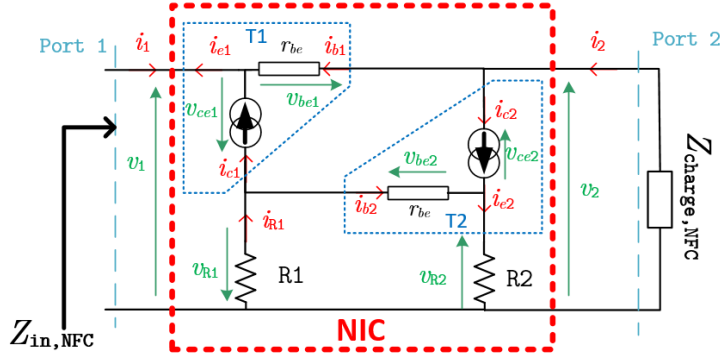 Port 1
i1
ie1
T1
rbe
ib1
i2
Port 2
vce1
vbe1
ic2
v1
ic1
vbe2
vce2
v2
Zcharge,NFC
ib2
rbe
ie2
T2
iR1
vR1
R1
vR2
R2
Zin,NFC
NIC